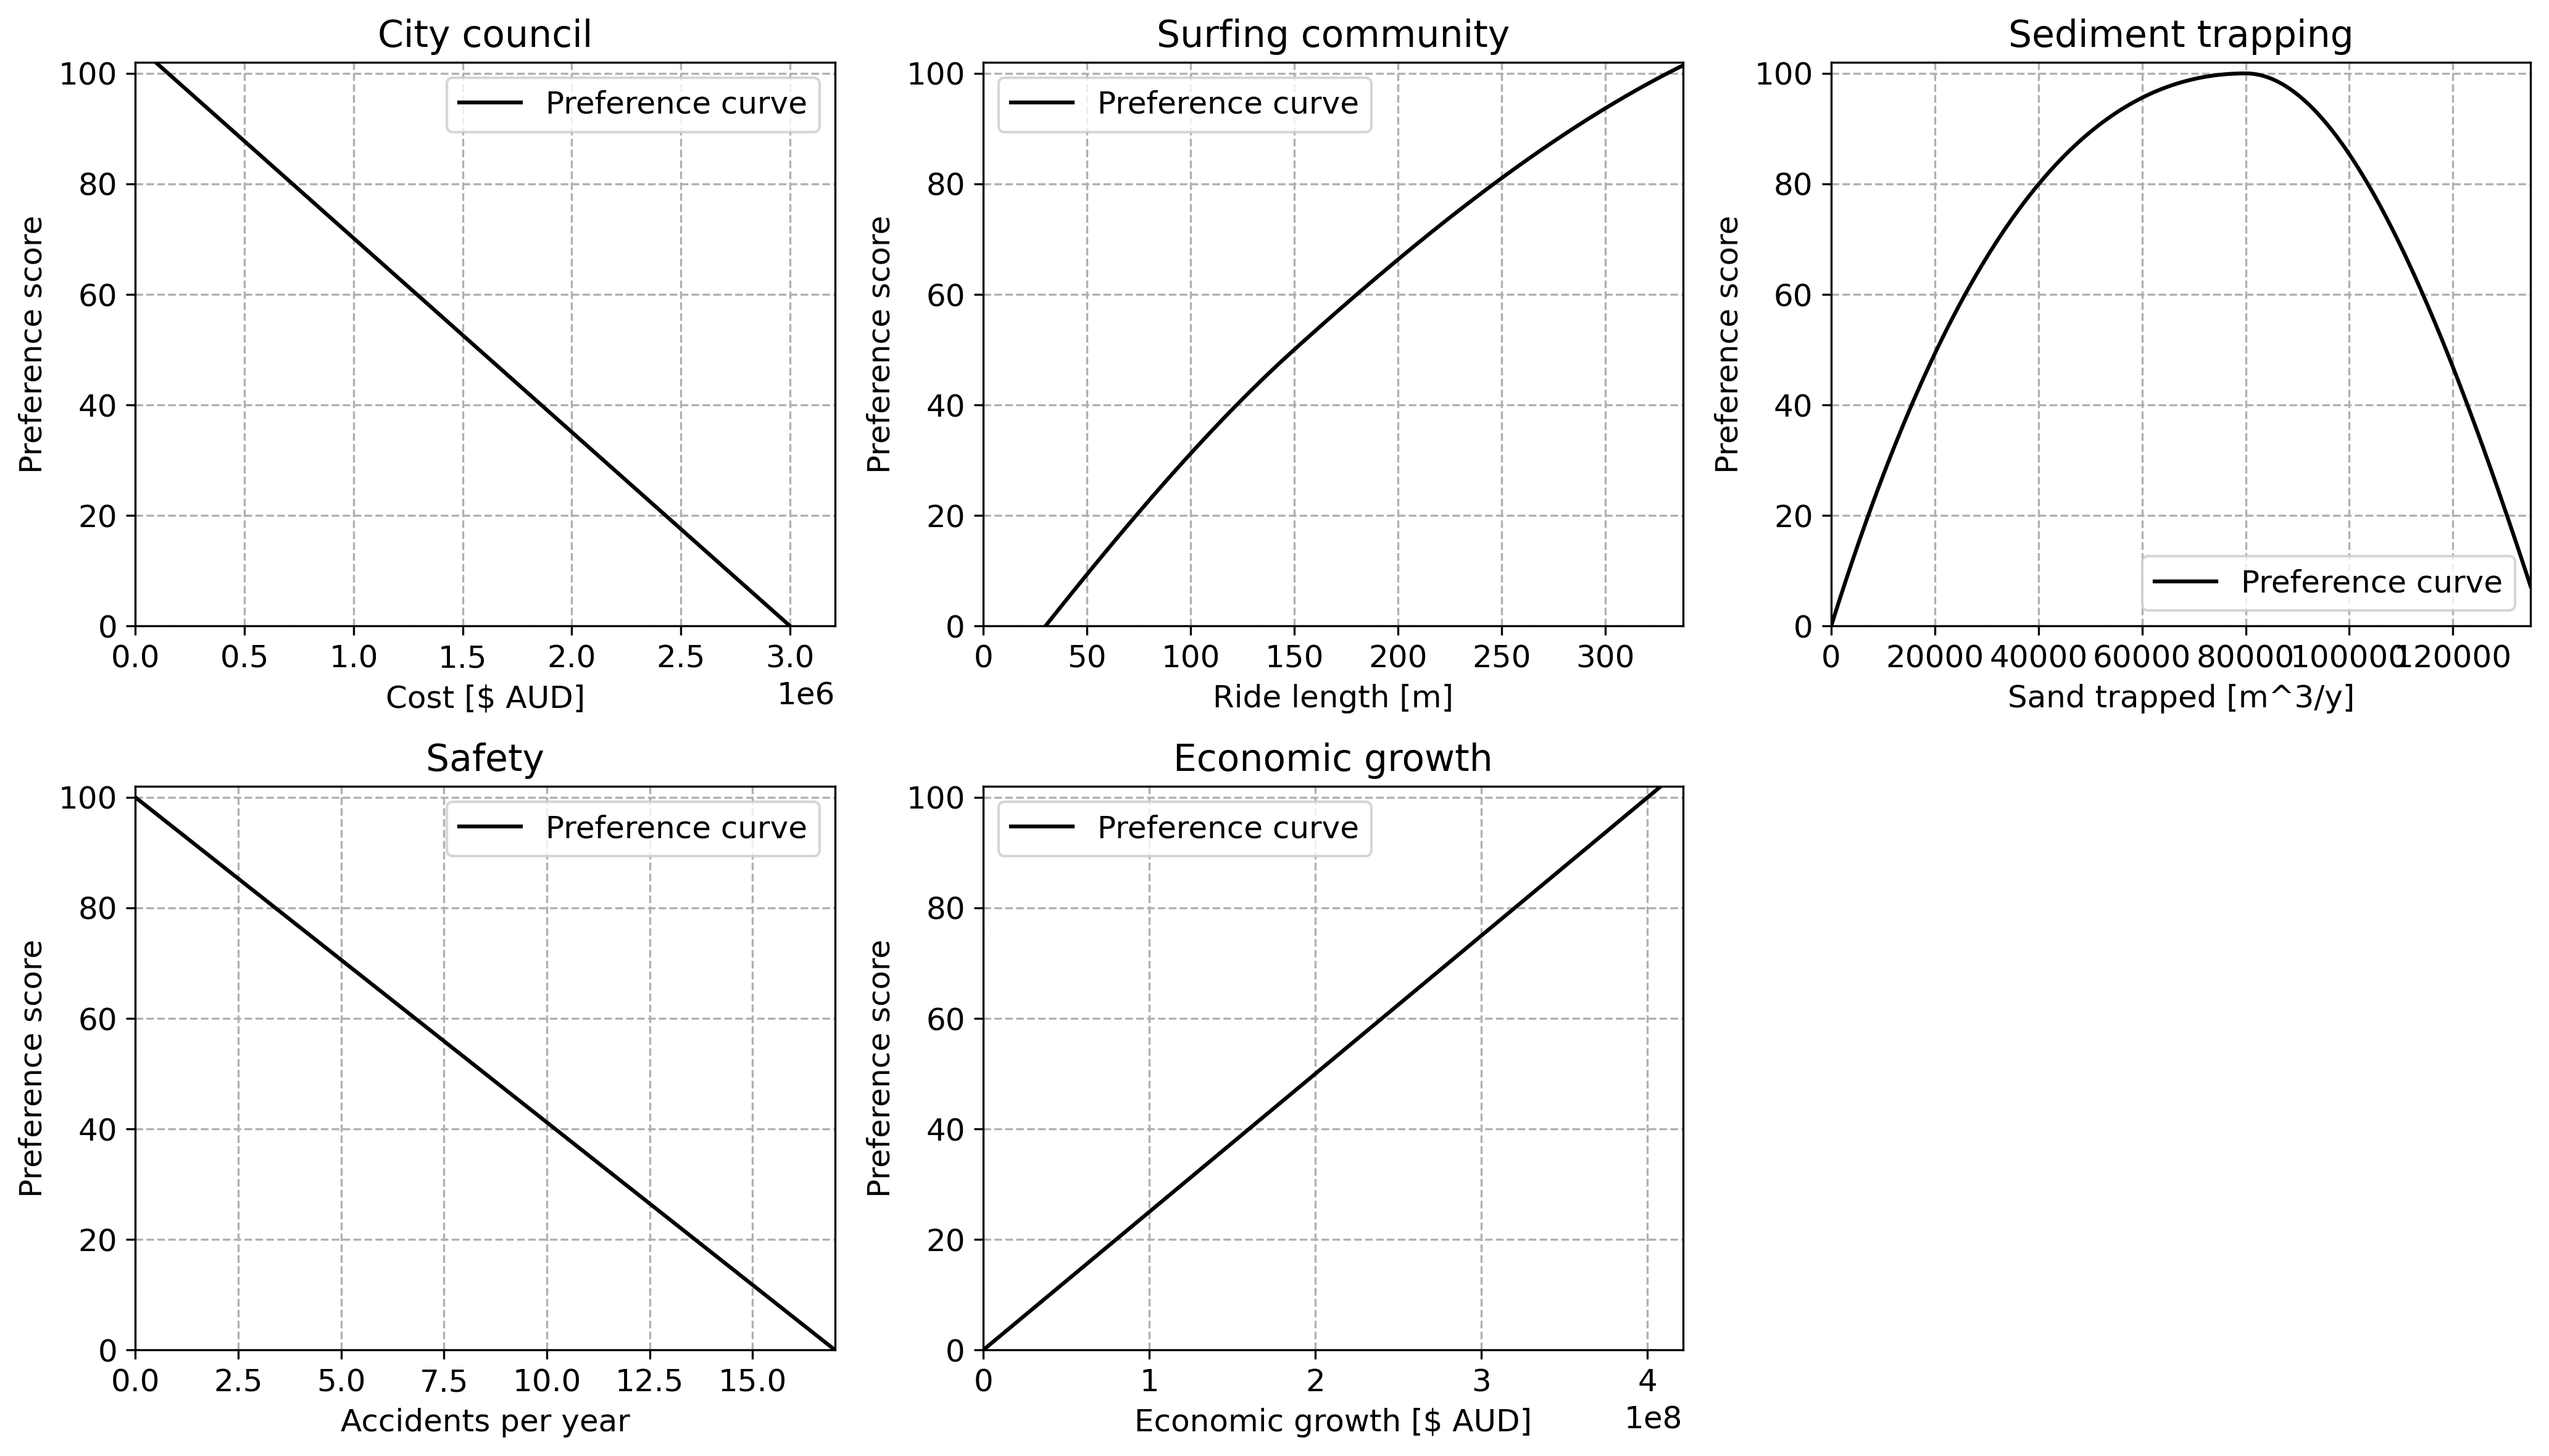 City council
Preference score
100
80
60
40
20
0
Preference curve
0.0 0.5 1.0 1.5 2.0 2.5 3.0
Cost [$ AUD]
1e6
Surfing community
Preference score
100
80
60
40
20
0
Preference curve
0 50 100 150 200 250 300
Ride length [m]
Sediment trapping
Preference score
100
80
60
40
20
0
Preference curve
0 20000 40000 60000 80000 100000 120000
Sand trapped [m^3/y]
Safety
Preference score
100
80
60
40
20
0
Preference curve
0.0 2.5 5.0 7.5 10.0 12.5 15.0
Accidents per year
Economic growth
Preference score
100
80
60
40
20
0
Preference curve
0 1 2 3 4
Economic growth [$ AUD]
1e8